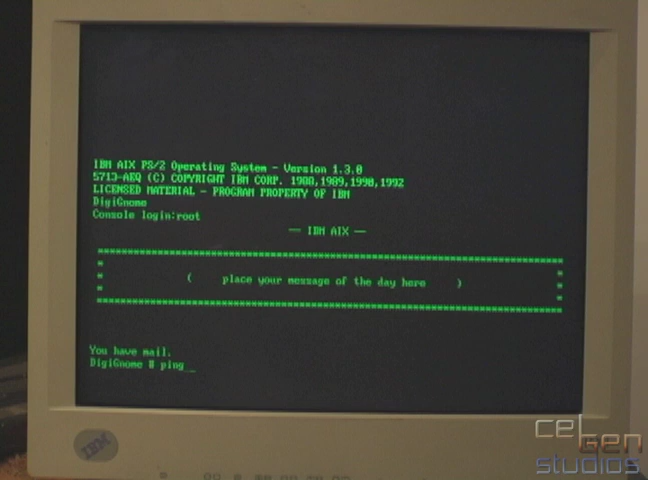 IBM AIX PS/2 Operating System - Version 1.3.0
5713-AEQ (C) COPYRIGHT IBM CORP. 1988,1989,1990,1992
LICENSED MATERIAL - PROGRAM PROPERTY OF IBM
DigiGnome
Console login:root
-- IBM AIX --
( place your message of the day here )
You have mail.
DigiGnome # ping_
IBM
celGen
studios